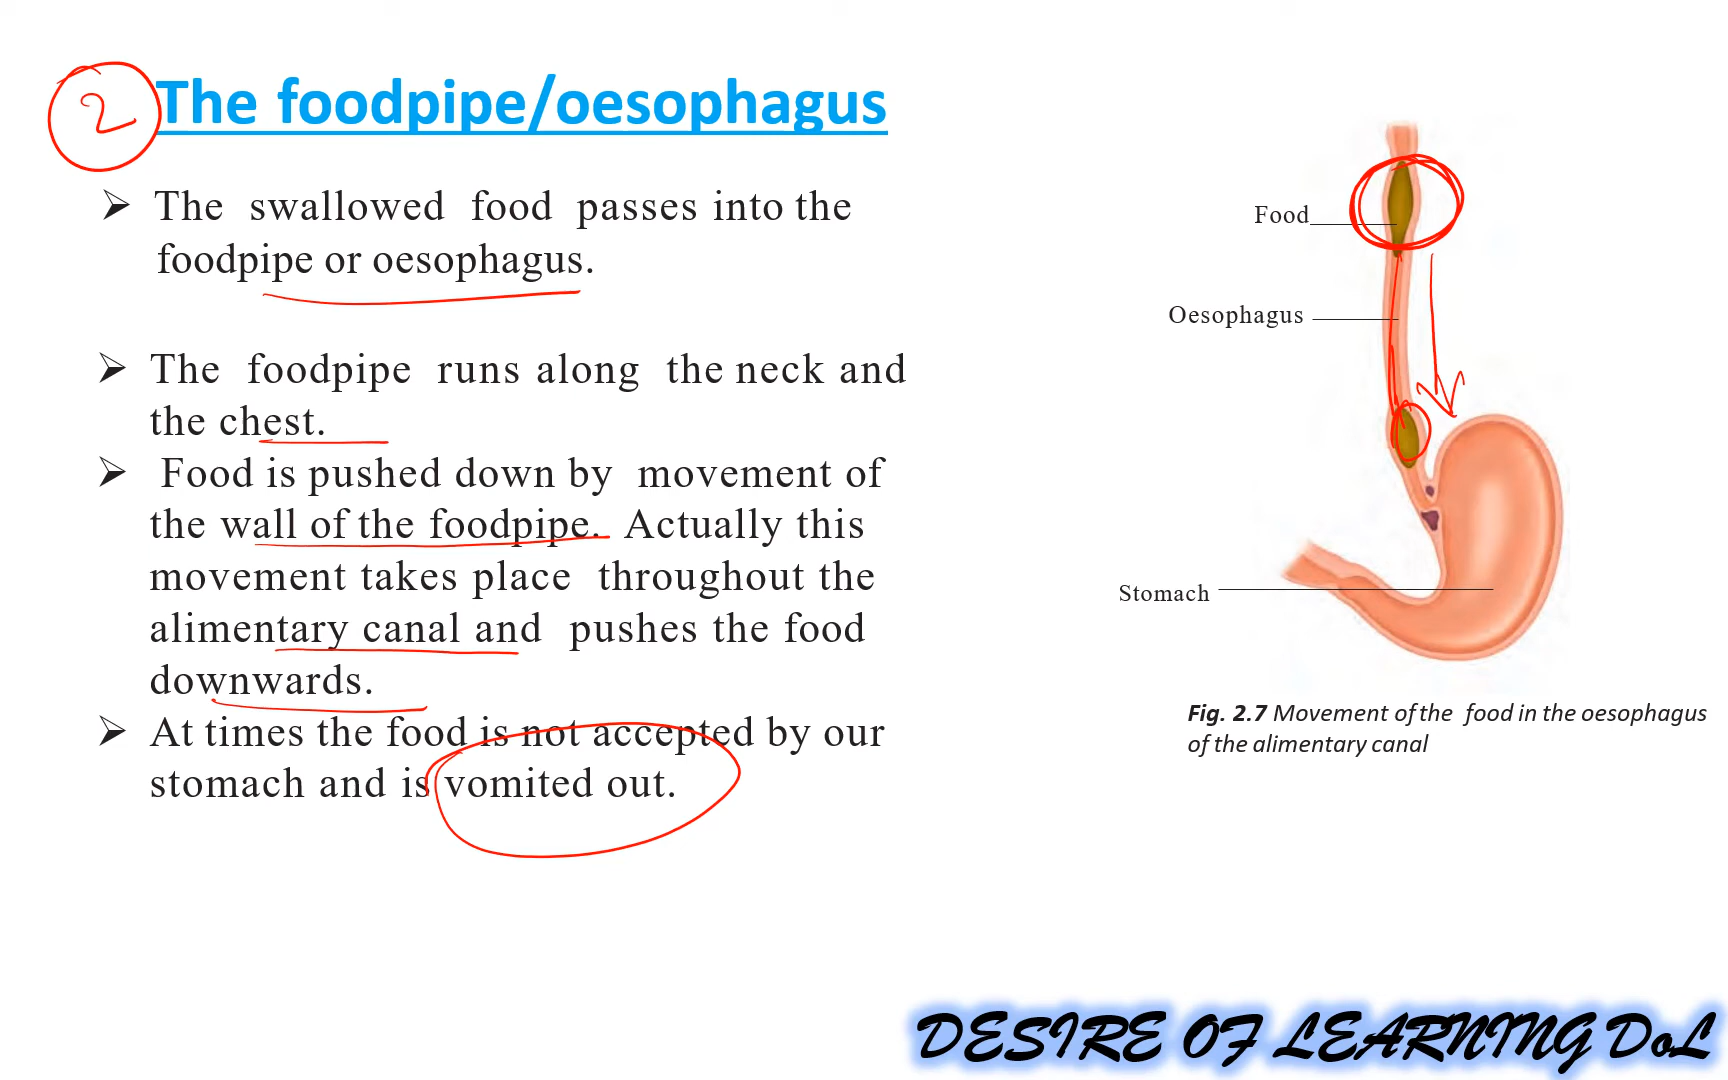 2
The foodpipe/oesophagus
➢ The swallowed food passes into the
foodpipe or oesophagus.
➢ The foodpipe runs along the neck and
the chest.
➢ Food is pushed down by movement of
the wall of the foodpipe. Actually this
movement takes place throughout the
alimentary canal and pushes the food
downwards.
➢ At times the food is not accepted by our
stomach and is vomited out.
Food
Oesophagus
Stomach
Fig. 2.7 Movement of the food in the oesophagus
of the alimentary canal
DESIRE OF LEARNING DoL